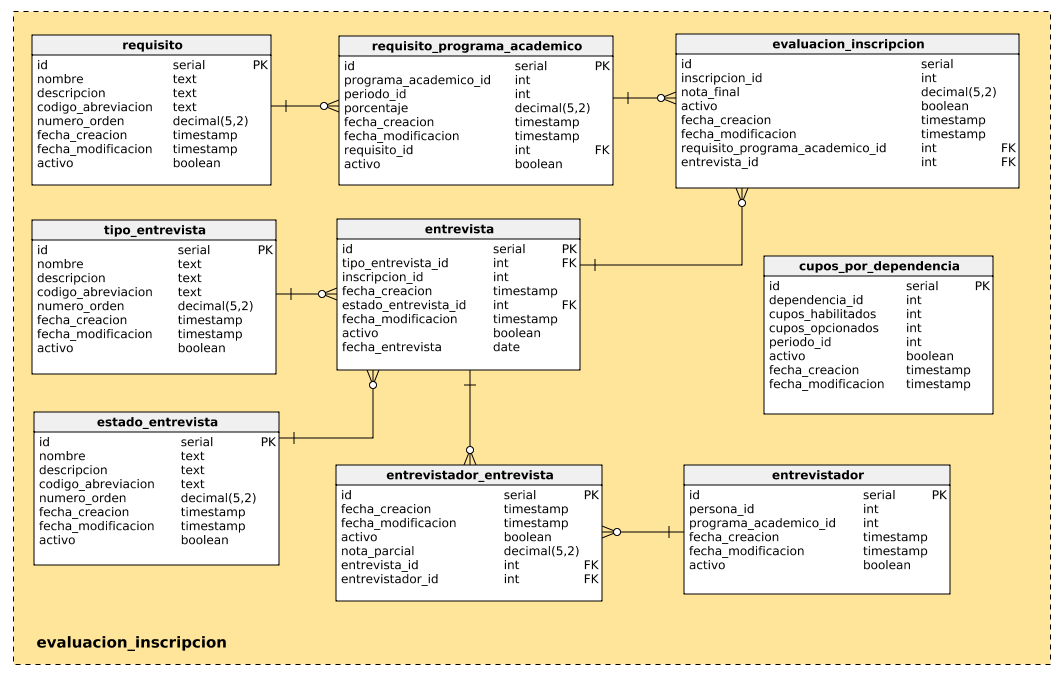 requisito
id serial PK
nombre text
descripcion text
codigo_abreviacion text
numero_orden decimal(5,2)
fecha_creacion timestamp
fecha_modificacion timestamp
activo boolean
requisito_programa_academico
id serial PK
programa_academico_id int
periodo_id int
porcentaje decimal(5,2)
fecha_creacion timestamp
fecha_modificacion timestamp
requisito_id int FK
activo boolean
evaluacion_inscripcion
id serial
inscripcion_id int
nota_final decimal(5,2)
activo boolean
fecha_creacion timestamp
fecha_modificacion timestamp
requisito_programa_academico_id int FK
entrevista_id int FK
tipo_entrevista
id serial PK
nombre text
descripcion text
codigo_abreviacion text
numero_orden decimal(5,2)
fecha_creacion timestamp
fecha_modificacion timestamp
activo boolean
entrevista
id serial PK
tipo_entrevista_id int FK
inscripcion_id int
fecha_creacion timestamp
estado_entrevista_id int FK
fecha_modificacion timestamp
activo boolean
fecha_entrevista date
cupos_por_dependencia
id serial PK
dependencia_id int
cupos_habilitados int
cupos_opcionados int
periodo_id int
activo boolean
fecha_creacion timestamp
fecha_modificacion timestamp
estado_entrevista
id serial PK
nombre text
descripcion text
codigo_abreviacion text
numero_orden decimal(5,2)
fecha_creacion timestamp
fecha_modificacion timestamp
activo boolean
entrevistador_entrevista
id serial PK
fecha_creacion timestamp
fecha_modificacion timestamp
activo boolean
nota_parcial decimal(5,2)
entrevista_id int FK
entrevistador_id int FK
entrevistador
id serial PK
persona_id int
programa_academico_id int
fecha_creacion timestamp
fecha_modificacion timestamp
activo boolean
evaluacion_inscripcion